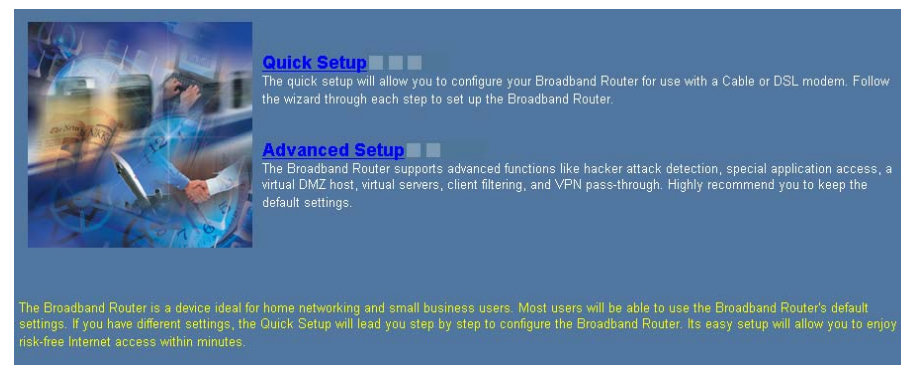 Quick Setup
The quick setup will allow you to configure your Broadband Router for use with a Cable or DSL modem. Follow
the wizard through each step to set up the Broadband Router.
Advanced Setup
The Broadband Router supports advanced functions like hacker attack detection, special application access, a
virtual DMZ host, virtual servers, client filtering, and VPN pass-through. Highly recommend you to keep the
default settings.
The Broadband Router is a device ideal for home networking and small business users. Most users will be able to use the Broadband Router's default
settings. If you have different settings, the Quick Setup will lead you step by step to configure the Broadband Router. Its easy setup will allow you to enjoy
risk-free Internet access within minutes.